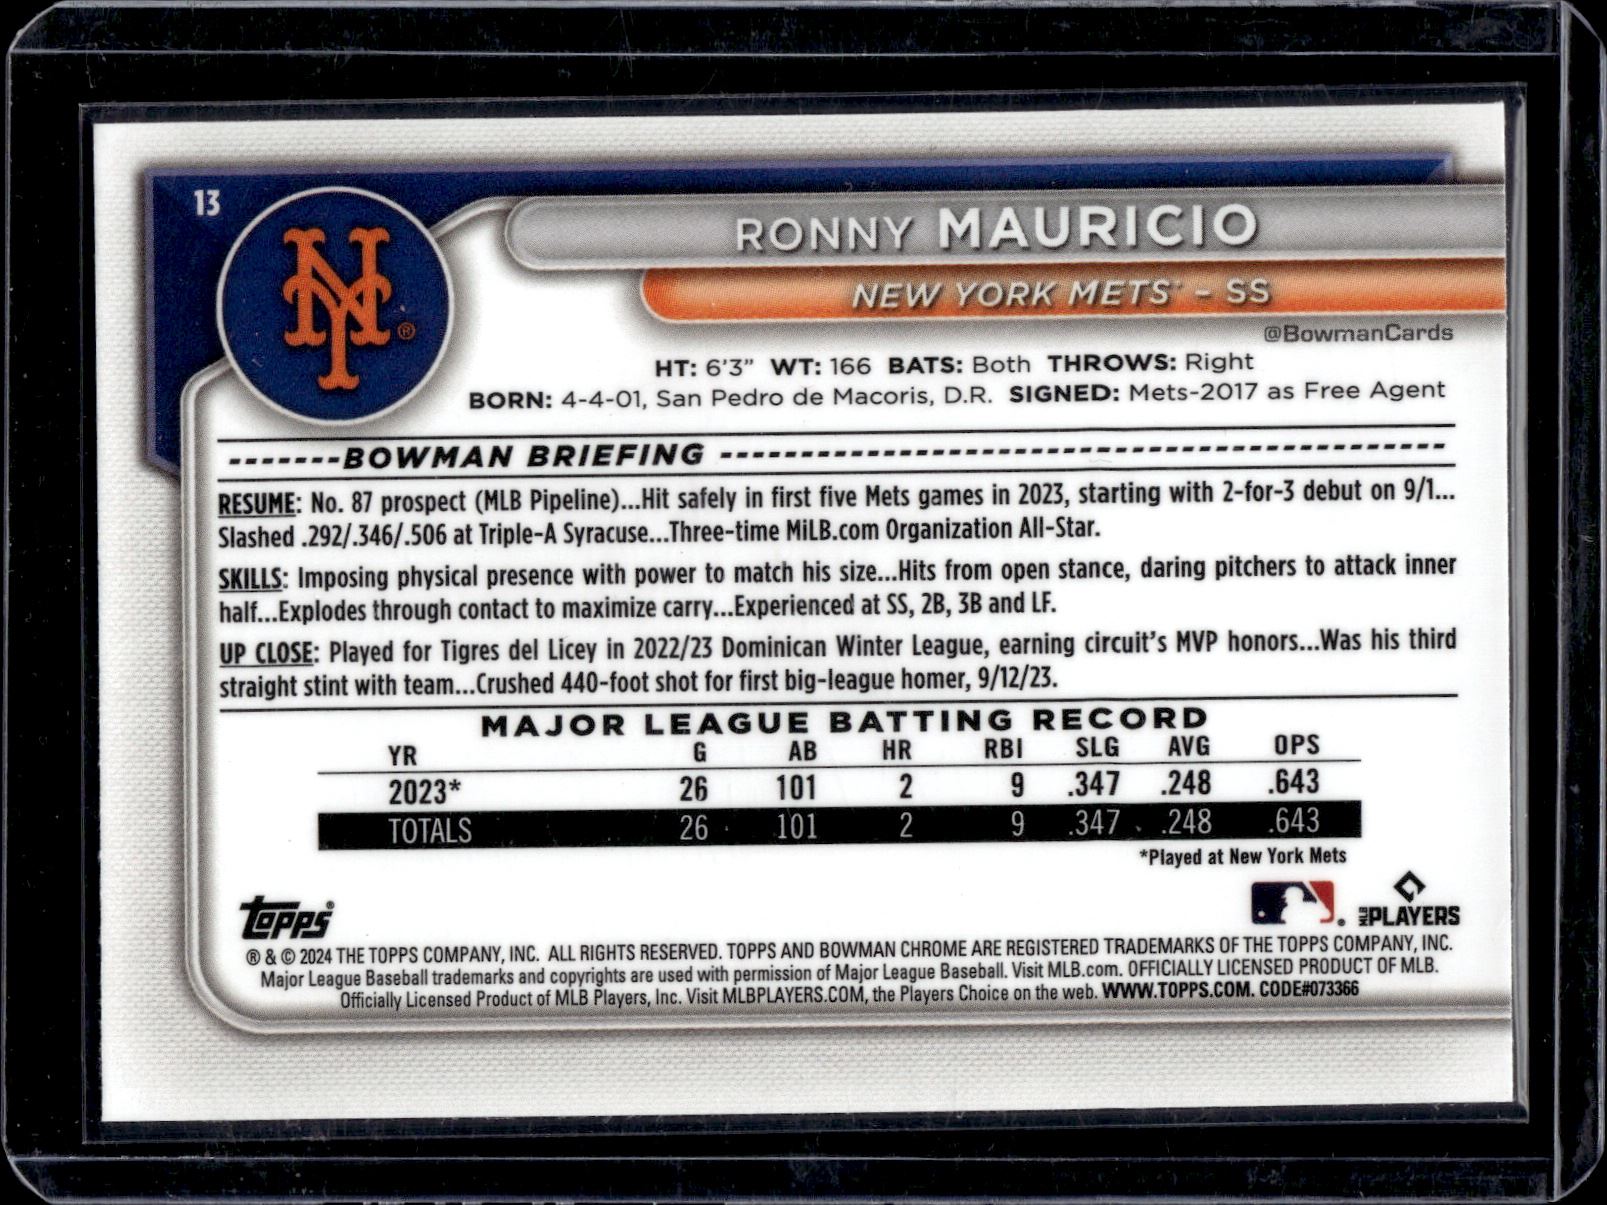 13
NY®
RONNY MAURICIO
NEW YORK METS™ - SS
@BowmanCards
HT: 6'3" WT: 166 BATS: Both THROWS: Right
BORN: 4-4-01, San Pedro de Macoris, D.R. SIGNED: Mets-2017 as Free Agent
-------BOWMAN BRIEFING ----------------------------------------------
RESUME: No. 87 prospect (MLB Pipeline)...Hit safely in first five Mets games in 2023, starting with 2-for-3 debut on 9/1...
Slashed .292/.346/.506 at Triple-A Syracuse...Three-time MiLB.com Organization All-Star.
SKILLS: Imposing physical presence with power to match his size...Hits from open stance, daring pitchers to attack inner
half...Explodes through contact to maximize carry...Experienced at SS, 2B, 3B and LF.
UP CLOSE: Played for Tigres del Licey in 2022/23 Dominican Winter League, earning circuit's MVP honors...Was his third
straight stint with team...Crushed 440-foot shot for first big-league homer, 9/12/23.
MAJOR LEAGUE BATTING RECORD
YR G AB HR RBI SLG AVG OPS
2023* 26 101 2 9 .347 .248 .643
TOTALS 26 101 2 9 .347 .248 .643
*Played at New York Mets
Topps®
® MLB PLAYERS
® & © 2024 THE TOPPS COMPANY, INC. ALL RIGHTS RESERVED. TOPPS AND BOWMAN CHROME ARE REGISTERED TRADEMARKS OF THE TOPPS COMPANY, INC.
Major League Baseball trademarks and copyrights are used with permission of Major League Baseball. Visit MLB.com. OFFICIALLY LICENSED PRODUCT OF MLB.
Officially Licensed Product of MLB Players, Inc. Visit MLBPLAYERS.COM, the Players Choice on the web. WWW.TOPPS.COM. CODE#073366